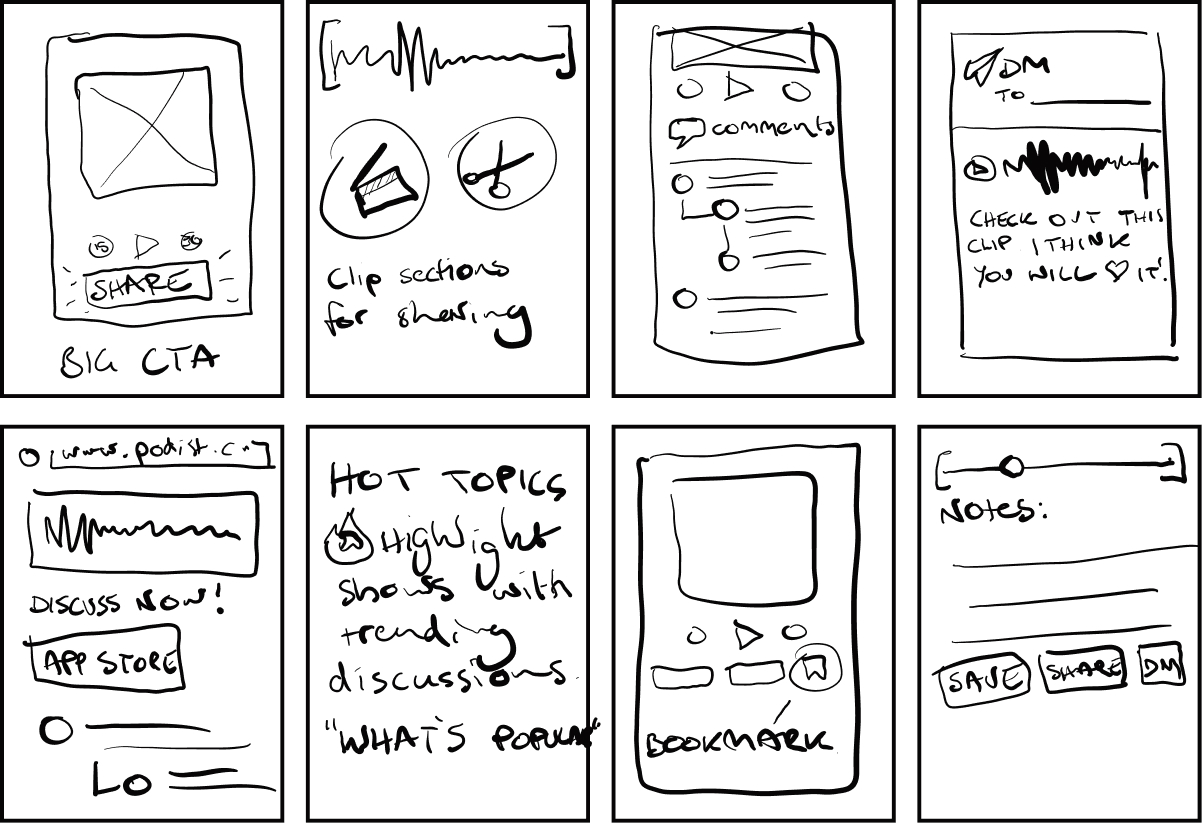 15
30
SHARE
BIG CTA
Clip sections
for sharing
comments
DM
TO
CHECK OUT THIS
CLIP I THINK
YOU WILL ♡ IT!
www.podist.c
DISCUSS NOW!
APP STORE
HOT TOPICS
Highlight
shows with
trending
discussions.
"WHAT'S POPULAR"
BOOKMARK
Notes:
SAVE
SHARE
DM